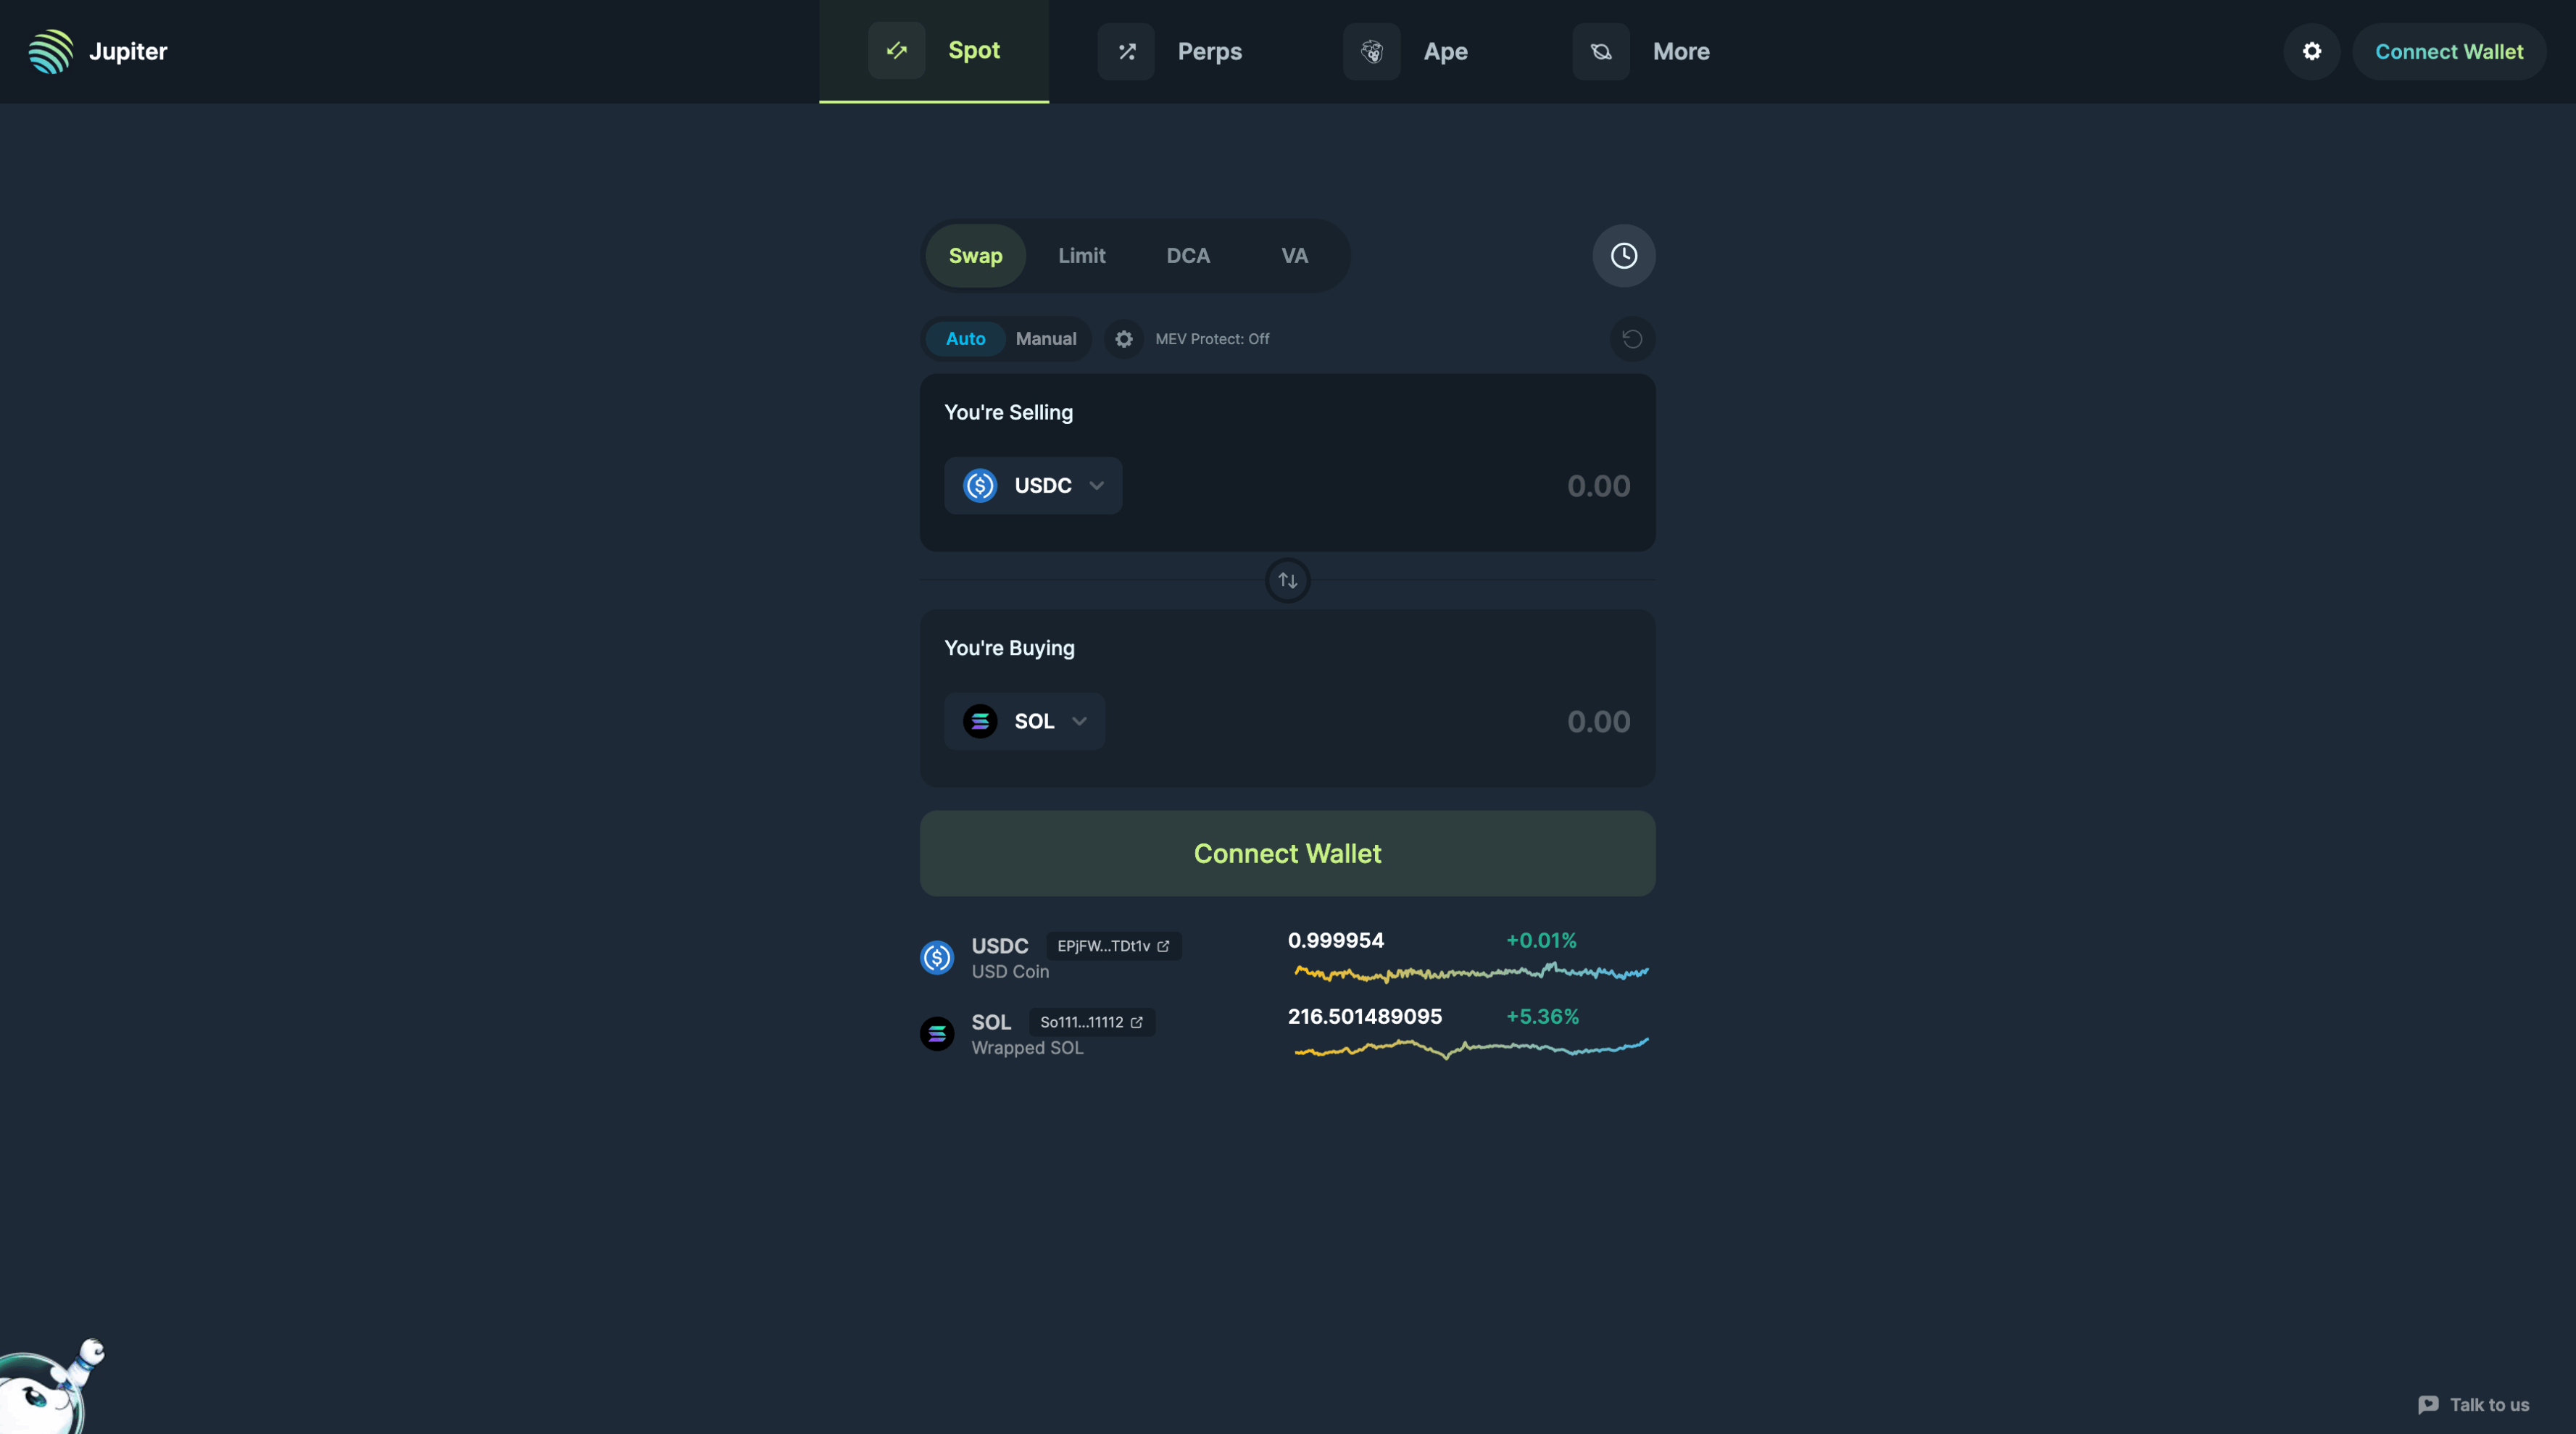 Jupiter
Spot
Perps
Ape
More
Connect Wallet
Swap
Limit
DCA
VA
Auto
Manual
MEV Protect: Off
You're Selling
USDC
0.00
You're Buying
SOL
0.00
Connect Wallet
USDC EPjFW...TDt1v
USD Coin
0.999954 +0.01%
SOL So111...11112
Wrapped SOL
216.501489095 +5.36%
Talk to us